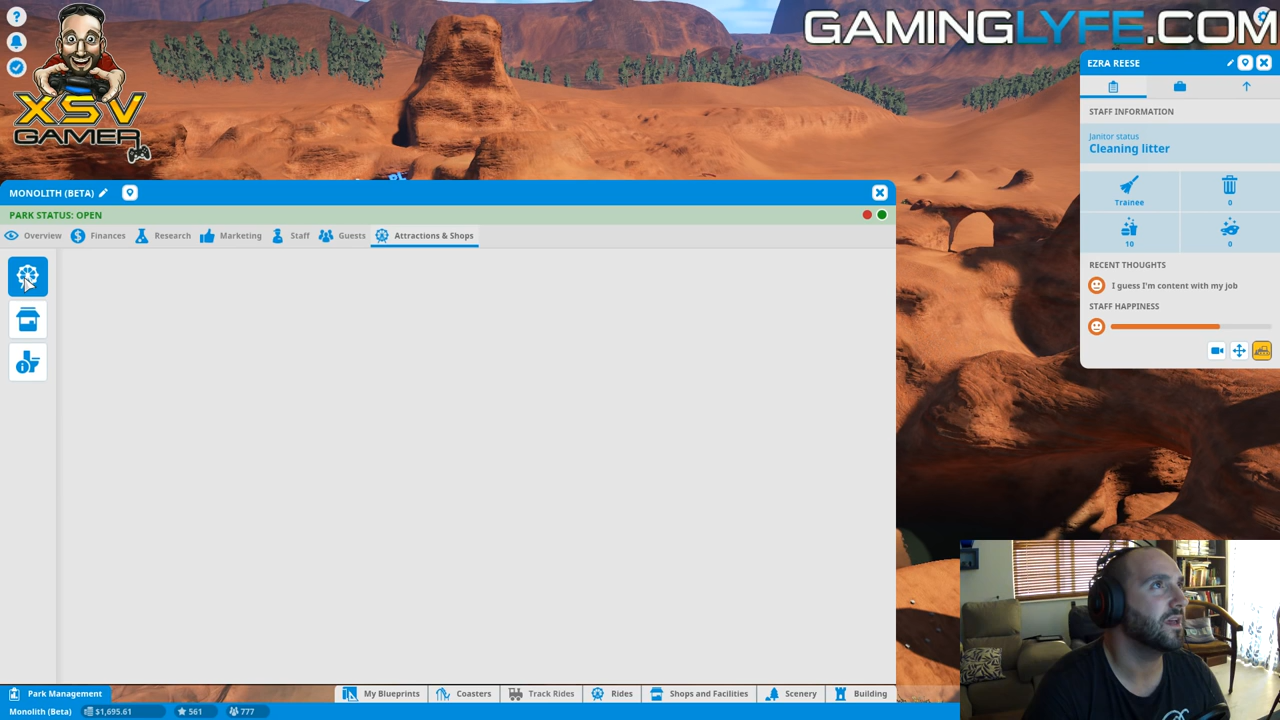 GAMINGLYFE.COM
XSV
GAMER
EZRA REESE
STAFF INFORMATION
Janitor status
Cleaning litter
Trainee
0
10
0
RECENT THOUGHTS
I guess I'm content with my job
STAFF HAPPINESS
MONOLITH (BETA)
PARK STATUS: OPEN
Overview
Finances
Research
Marketing
Staff
Guests
Attractions & Shops
Park Management
My Blueprints
Coasters
Track Rides
Rides
Shops and Facilities
Scenery
Building
Monolith (Beta)
$1,695.61
561
777